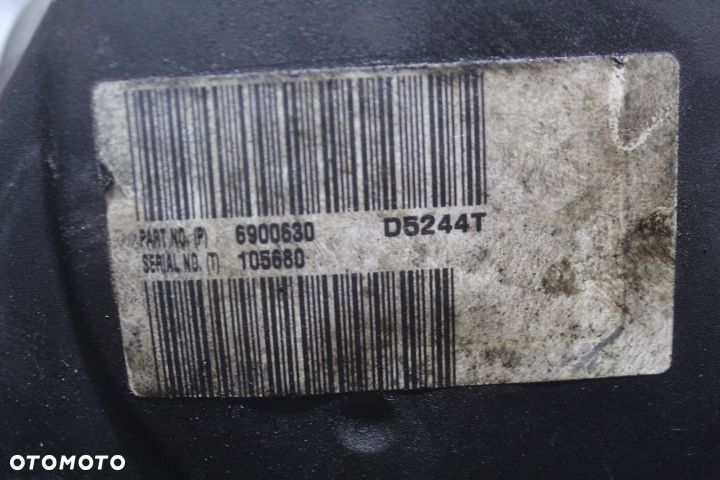 PART NO. (P) 6900630 D5244T
SERIAL NO. (T) 105680
OTOMOTO